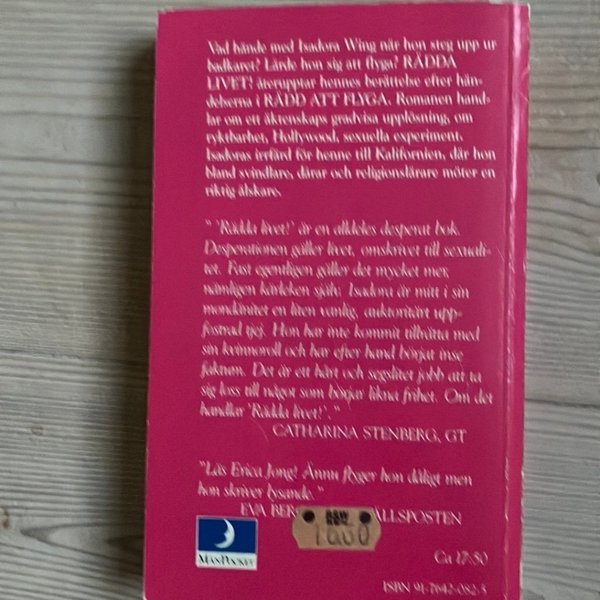 Vad hände med Isadora Wing när hon steg upp ur
badkaret? Lärde hon sig att flyga? RÄDDA
LIVET! återupptar hennes berättelse efter hän-
delserna i RÄDD ATT FLYGA. Romanen hand-
lar om ett äktenskaps gradvisa upplösning, om
ryktbarhet, Hollywood, sexuella experiment,
Isadoras irrfärd för henne till Kalifornien, där hon
bland svindlare, dårar och religionslärare möter en
riktig älskare.
"'Rädda livet!' är en alldeles desperat bok.
Desperationen gäller livet, omskrivet till sexuali-
tet. Fast egentligen gäller det mycket mer,
nämligen kärleken själv. Isadora är mitt i sin
mondänitet en liten vanlig, auktoritärt upp-
fostrad tjej. Hon har inte kommit tillrätta med
sin kvinnoroll och har efter hand börjat inse
faktum. Det är ett hårt och segslitet jobb att ta
sig loss till något som börjar likna frihet. Om det
handlar 'Rädda livet!'."
CATHARINA STENBERG, GT
"Läs Erica Jong! Ännu flyger hon dåligt men
hon skriver lysande."
EVA ALLSPOSTEN
MånPocket
Ca 17:50
ISBN 91-7642-082-5